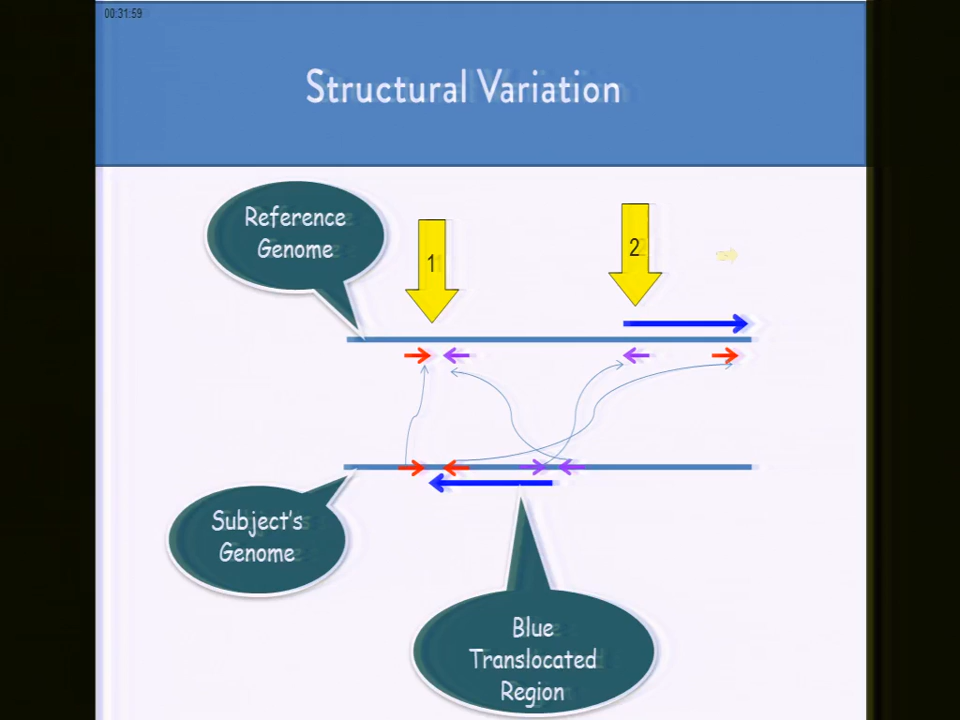 00:31:59
Structural Variation
Reference
Genome
1
2
Subject's
Genome
Blue
Translocated
Region